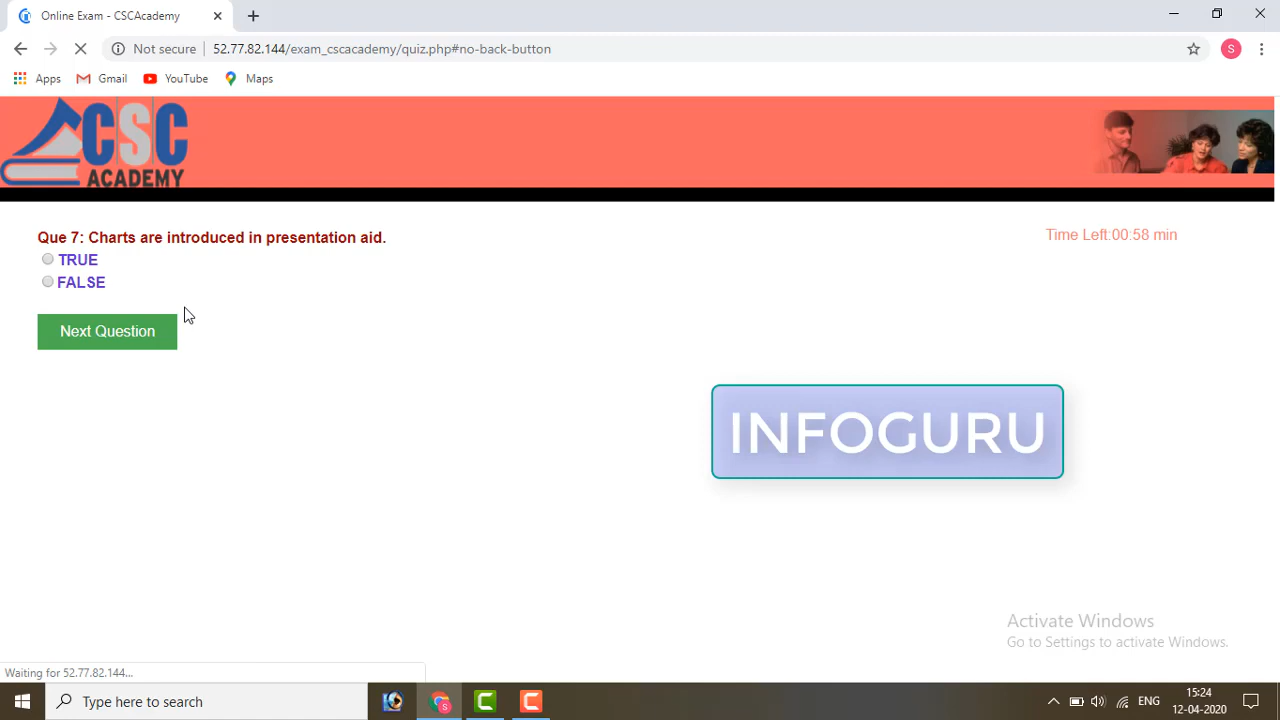 Online Exam - CSCAcademy
Not secure 52.77.82.144/exam_cscacademy/quiz.php#no-back-button
S
Apps Gmail YouTube Maps
CSC
ACADEMY
Que 7: Charts are introduced in presentation aid.
Time Left:00:58 min
TRUE
FALSE
Next Question
INFOGURU
Activate Windows
Go to Settings to activate Windows.
Waiting for 52.77.82.144...
Type here to search
ENG
15:24
12-04-2020